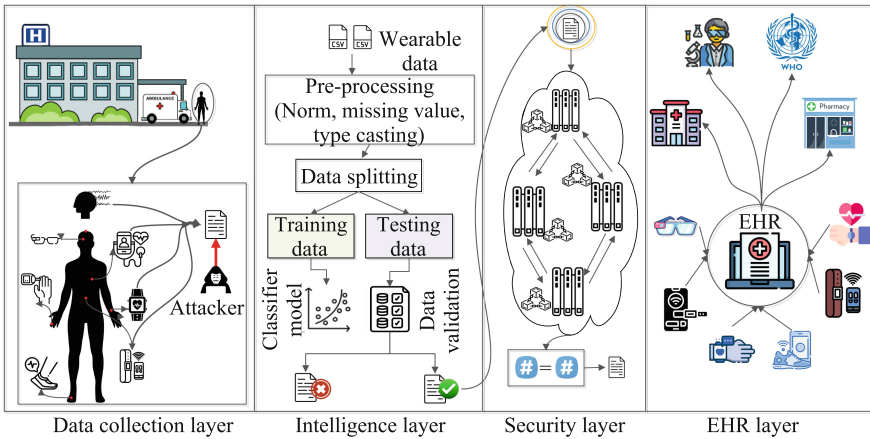 H
AMBULANCE
Attacker
Data collection layer
CSV CSV
Wearable
data
Pre-processing
(Norm, missing value,
type casting)
Data splitting
Training
data
Testing
data
Classifier
model
Data
validation
Intelligence layer
# = #
Security layer
WHO
Pharmacy
EHR
EHR layer